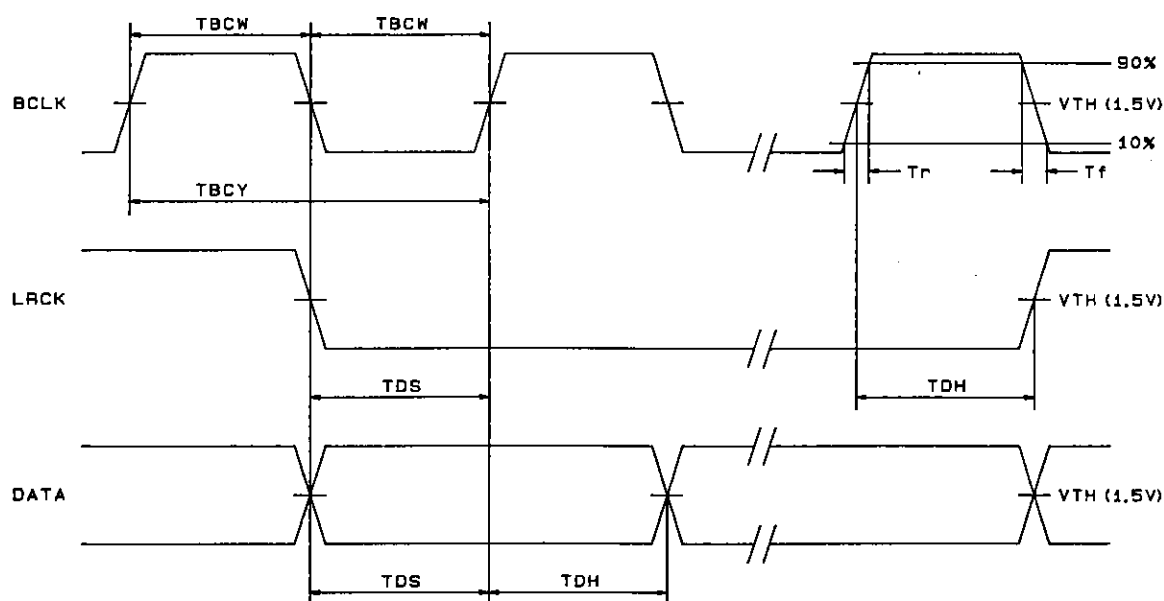 TBCW TBCW
90%
BCLK VTH (1.5V)
10%
Tr Tf
TBCY
LRCK VTH (1.5V)
TDS TDH
DATA VTH (1.5V)
TDS TDH